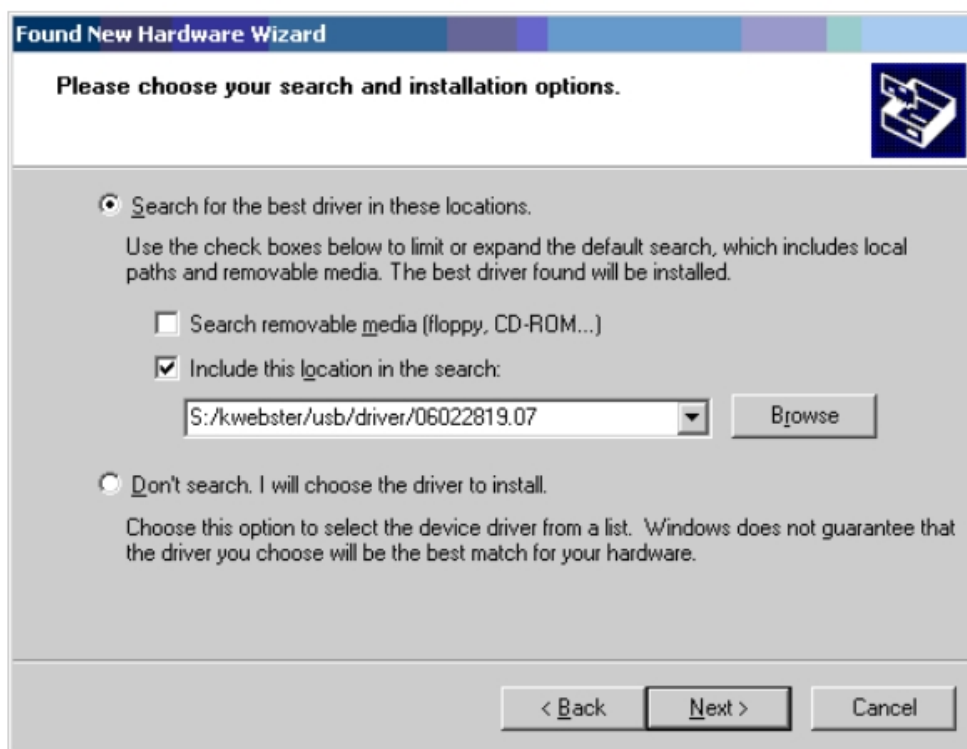 Found New Hardware Wizard
Please choose your search and installation options.
Search for the best driver in these locations.
Use the check boxes below to limit or expand the default search, which includes local
paths and removable media. The best driver found will be installed.
Search removable media (floppy, CD-ROM...)
Include this location in the search:
S:/kwebster/usb/driver/06022819.07
Browse
Don't search. I will choose the driver to install.
Choose this option to select the device driver from a list. Windows does not guarantee that
the driver you choose will be the best match for your hardware.
< Back Next > Cancel